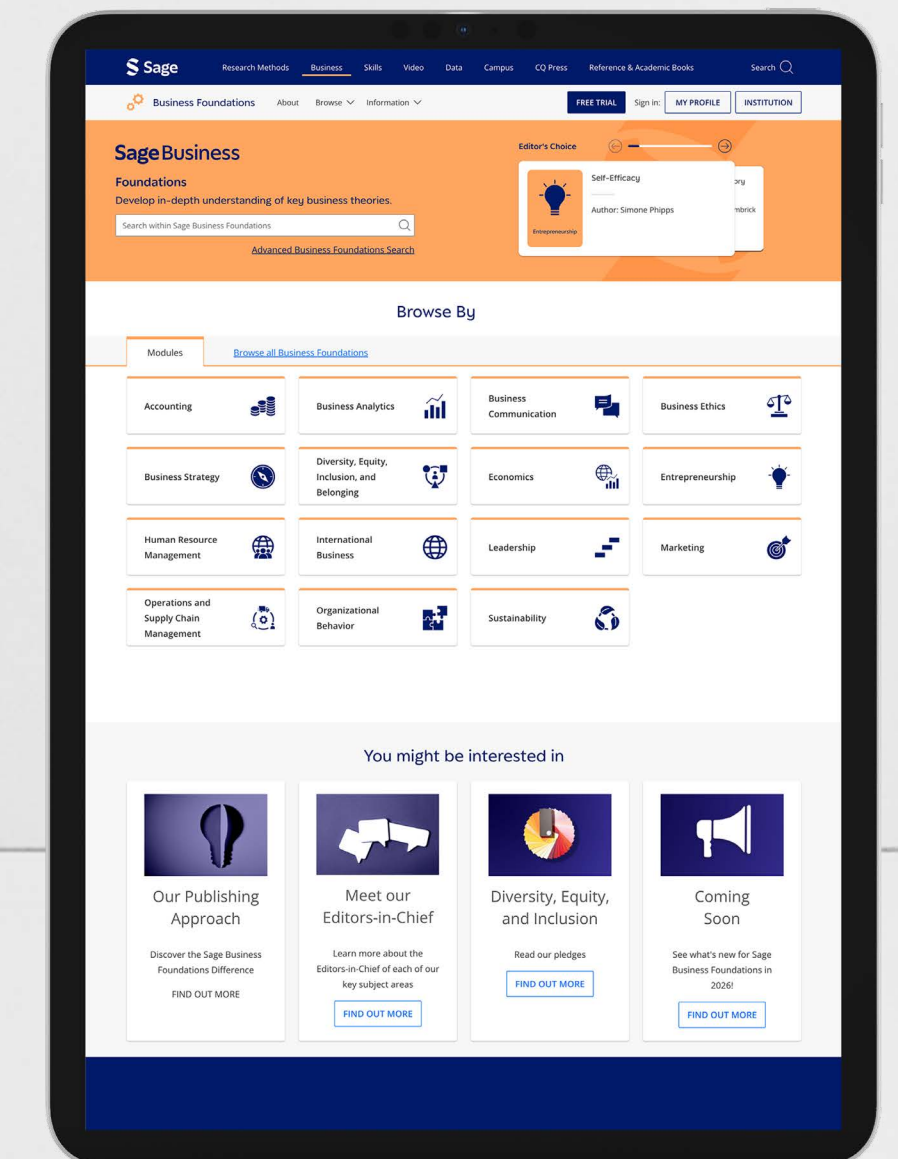 Sage
Research Methods
Business
Skills
Video
Data
Campus
CQ Press
Reference & Academic Books
Search
Business Foundations
About
Browse
Information
FREE TRIAL
Sign in:
MY PROFILE
INSTITUTION
Sage Business
Foundations
Develop in-depth understanding of key business theories.
Search within Sage Business Foundations
Advanced Business Foundations Search
Editor's Choice
Entrepreneurship
Self-Efficacy
Author: Simone Phipps
ory
mbrick
Browse By
Modules
Browse all Business Foundations
Accounting
Business Analytics
Business
Communication
Business Ethics
Business Strategy
Diversity, Equity,
Inclusion, and
Belonging
Economics
Entrepreneurship
Human Resource
Management
International
Business
Leadership
Marketing
Operations and
Supply Chain
Management
Organizational
Behavior
Sustainability
You might be interested in
Our Publishing
Approach
Discover the Sage Business
Foundations Difference
FIND OUT MORE
Meet our
Editors-in-Chief
Learn more about the
Editors-in-Chief of each of our
key subject areas
FIND OUT MORE
Diversity, Equity,
and Inclusion
Read our pledges
FIND OUT MORE
Coming
Soon
See what's new for Sage
Business Foundations in
2026!
FIND OUT MORE